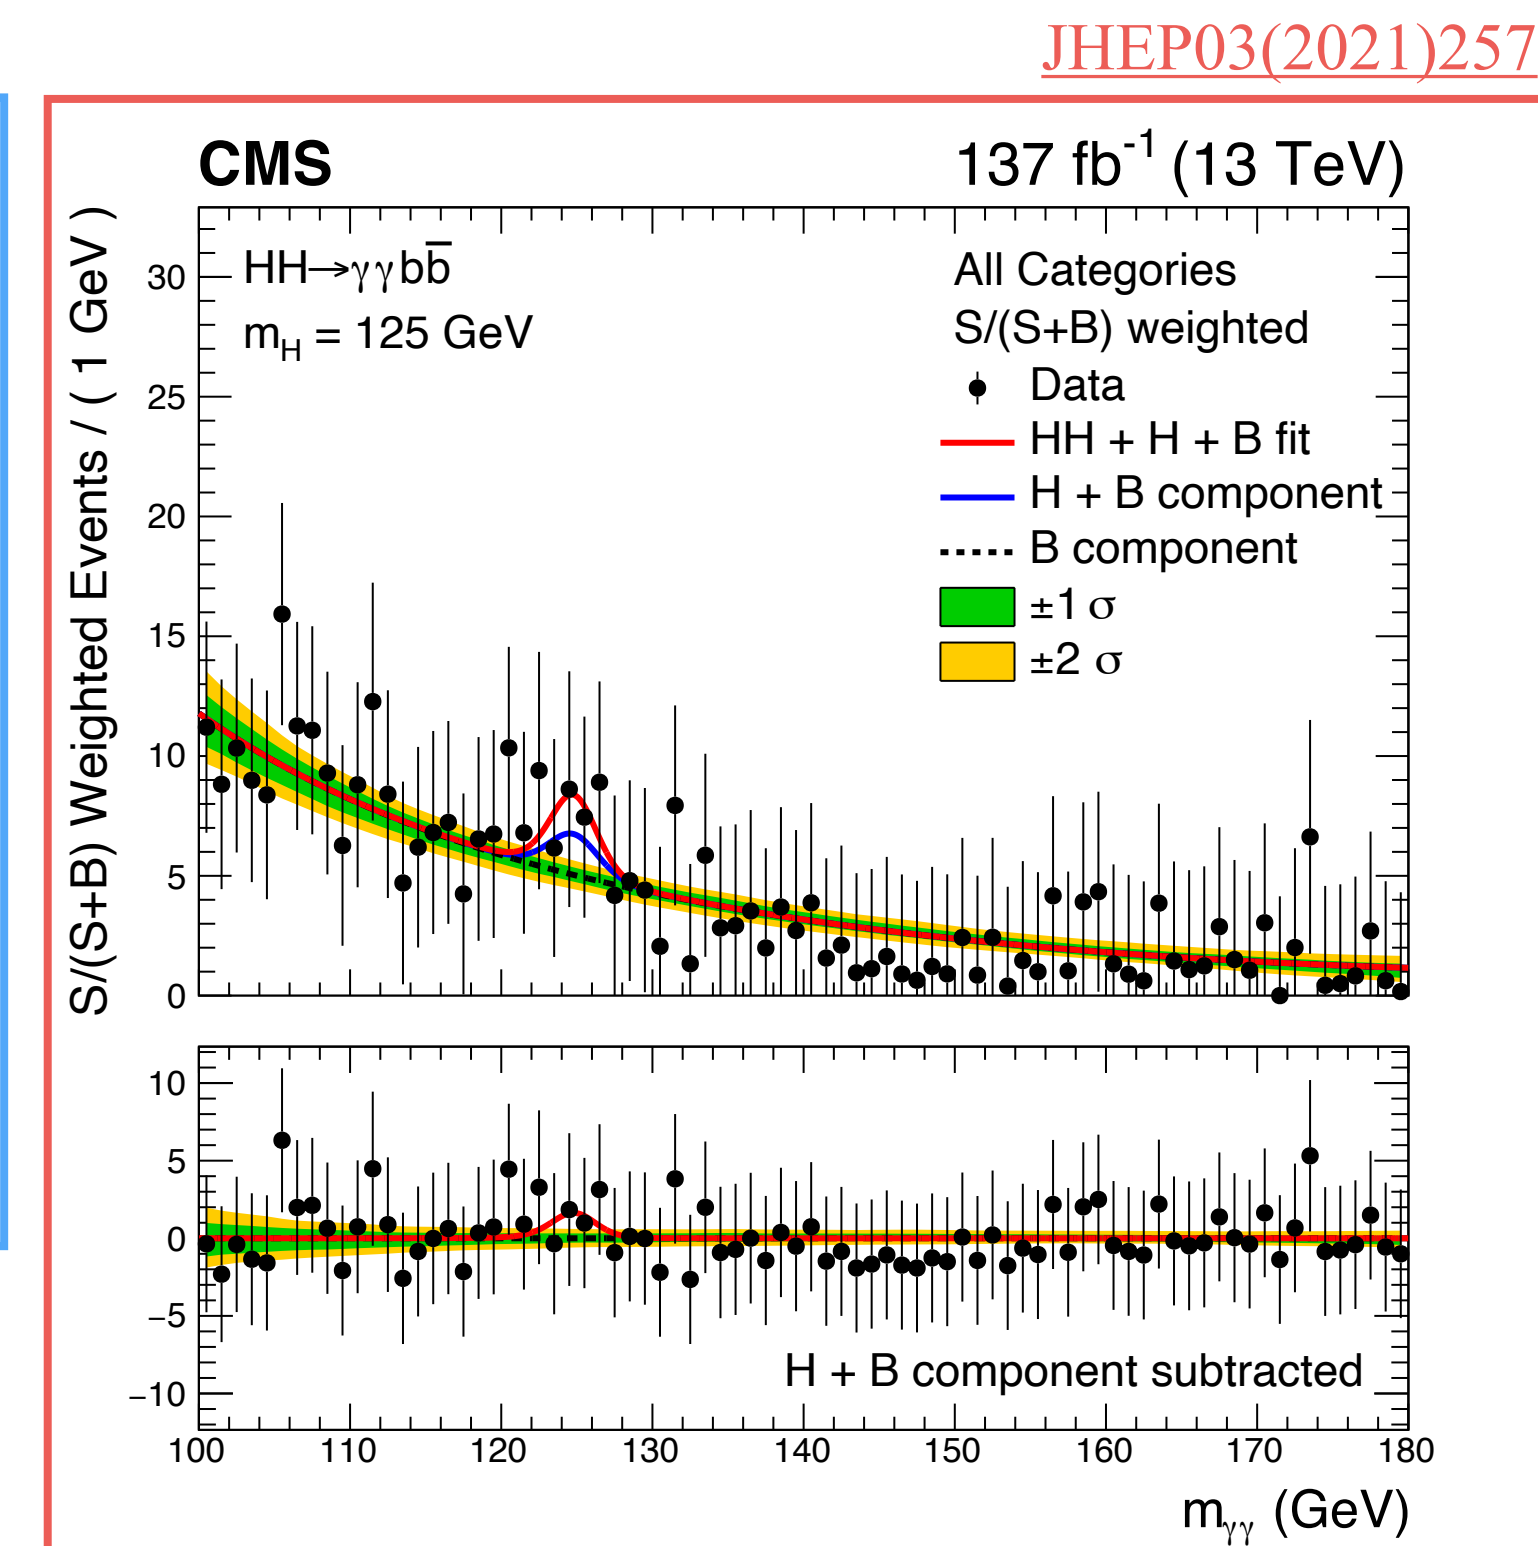 JHEP03(2021)257
CMS
137 fb⁻¹ (13 TeV)
S/(S+B) Weighted Events / ( 1 GeV )
HH→γγbb̅
m_H = 125 GeV
All Categories
S/(S+B) weighted
Data
HH + H + B fit
H + B component
B component
±1 σ
±2 σ
30
25
20
15
10
5
0
10
5
0
−5
−10
H + B component subtracted
100 110 120 130 140 150 160 170 180
m_γγ (GeV)